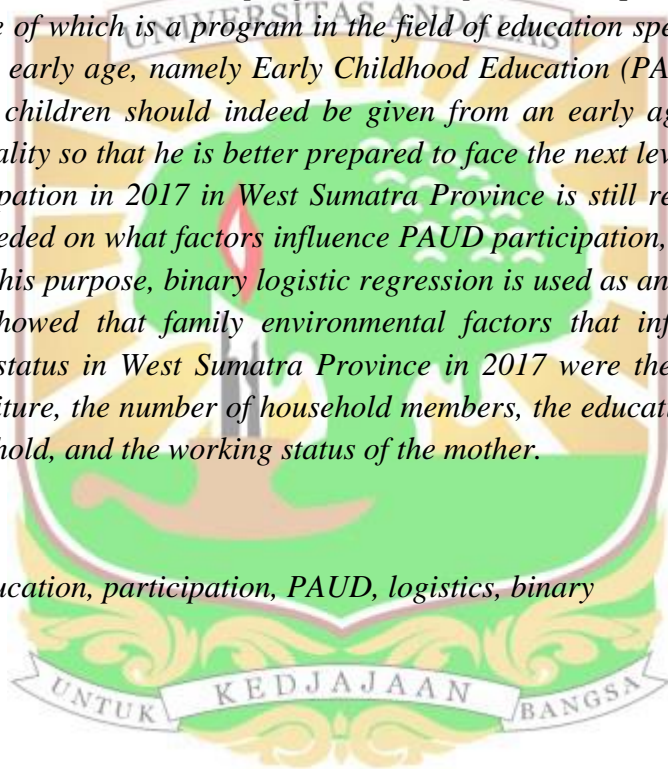 e of which is a program in the field of education spe
UNIVERSITAS ANDALAS
early age, namely Early Childhood Education (PA
children should indeed be given from an early ag
ality so that he is better prepared to face the next lev
pation in 2017 in West Sumatra Province is still re
eded on what factors influence PAUD participation,
his purpose, binary logistic regression is used as an
howed that family environmental factors that inf
status in West Sumatra Province in 2017 were the
iture, the number of household members, the educati
hold, and the working status of the mother.
ucation, participation, PAUD, logistics, binary
UNTUK KEDJAJAAN BANGSA